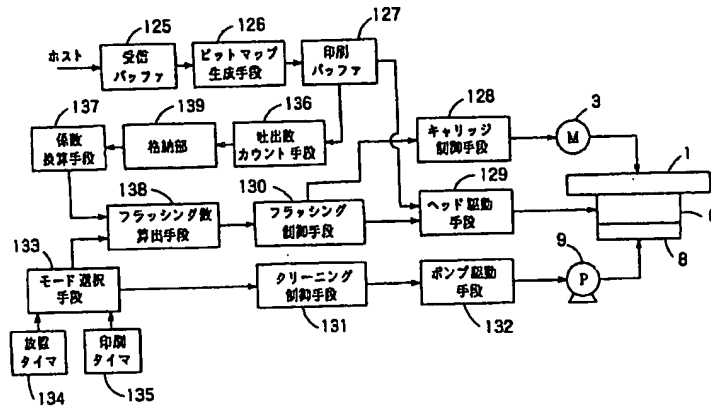 125
126
127
ホスト
受信
バッファ
ビットマップ
生成手段
印刷
バッファ
137
139
136
128
3
係数
換算手段
格納部
吐出数
カウント手段
キャリッジ
制御手段
M
1
138
130
129
フラッシング数
算出手段
フラッシング
制御手段
ヘッド駆動
手段
8
133
9
モード選択
手段
クリーニング
制御手段
ポンプ駆動
手段
P
131
132
放置
タイマ
印刷
タイマ
134
135